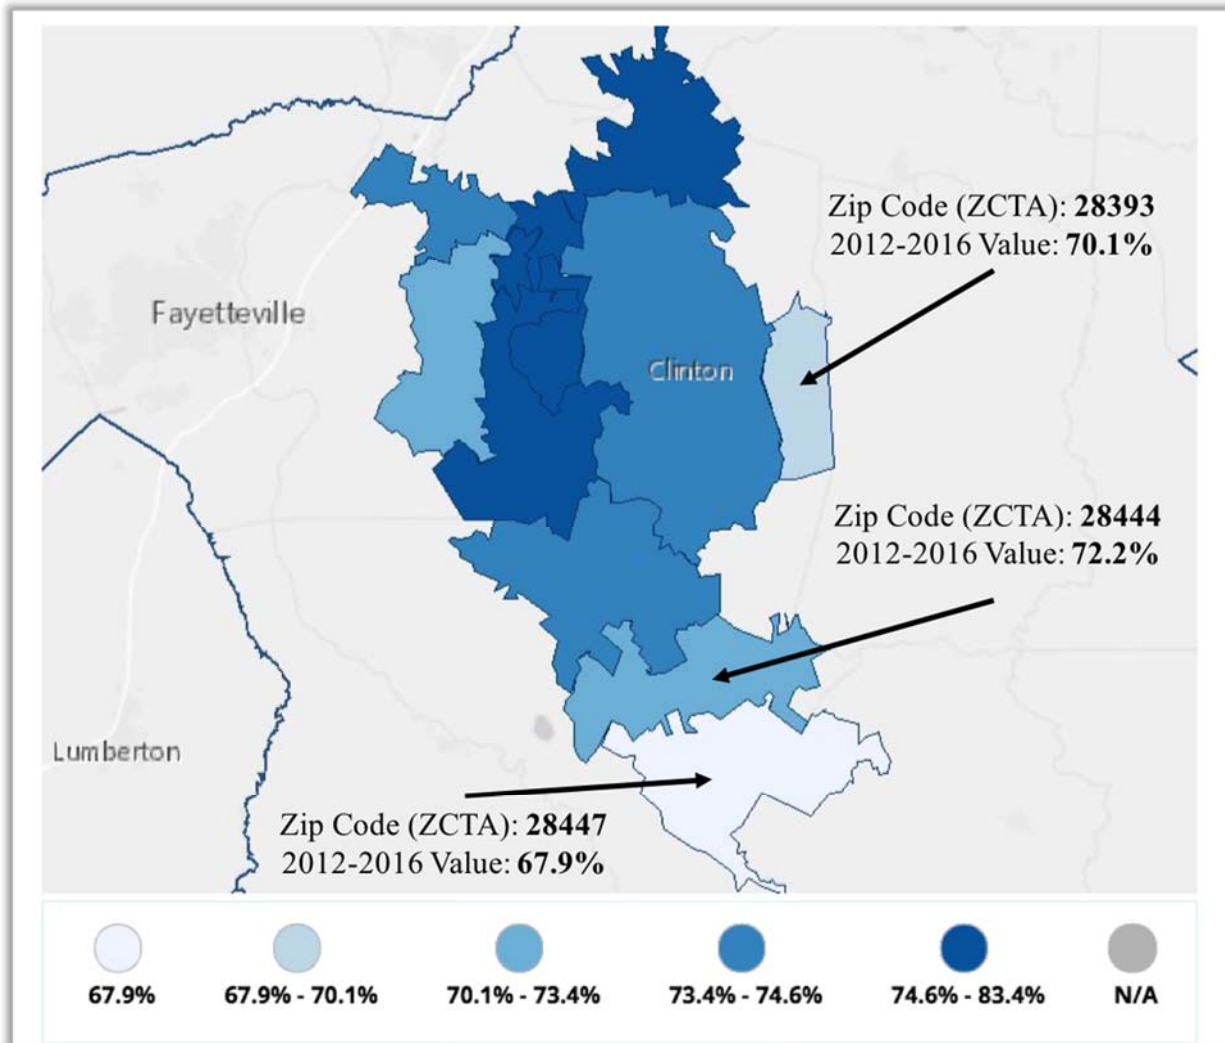 Zip Code (ZCTA): 28393
2012-2016 Value: 70.1%
Fayetteville
Clinton
Zip Code (ZCTA): 28444
2012-2016 Value: 72.2%
Lumberton
Zip Code (ZCTA): 28447
2012-2016 Value: 67.9%
67.9%
67.9% - 70.1%
70.1% - 73.4%
73.4% - 74.6%
74.6% - 83.4%
N/A